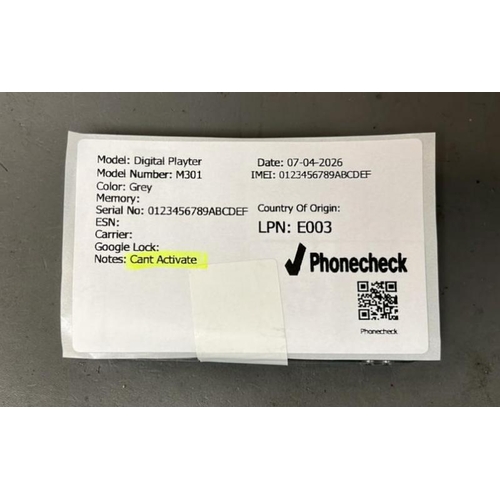 Model: Digital Playter
Date: 07-04-2026
Model Number: M301
IMEI: 0123456789ABCDEF
Color: Grey
Memory:
Serial No: 0123456789ABCDEF
Country Of Origin:
ESN:
LPN: E003
Carrier:
Google Lock:
Notes: Cant Activate
Phonecheck
Phonecheck